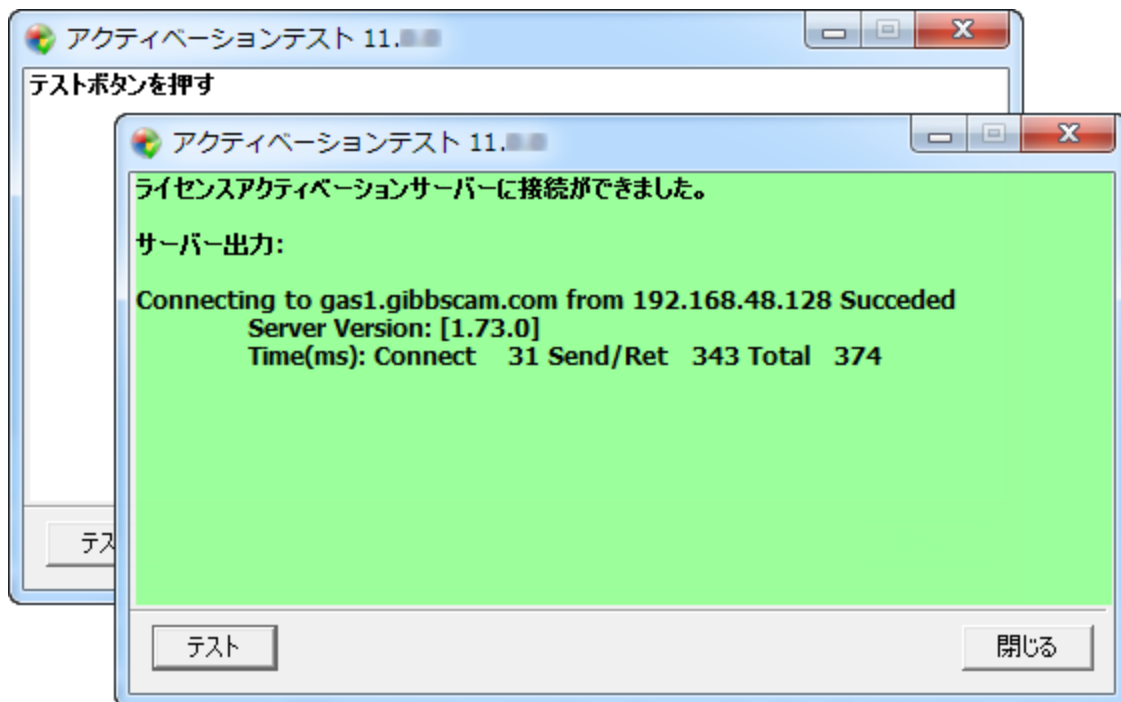 アクティベーションテスト 11.
テストボタンを押す
アクティベーションテスト 11.
ライセンスアクティベーションサーバーに接続ができました。
サーバー出力:
Connecting to gas1.gibbscam.com from 192.168.48.128 Succeded
Server Version: [1.73.0]
Time(ms): Connect 31 Send/Ret 343 Total 374
テス
テスト
閉じる